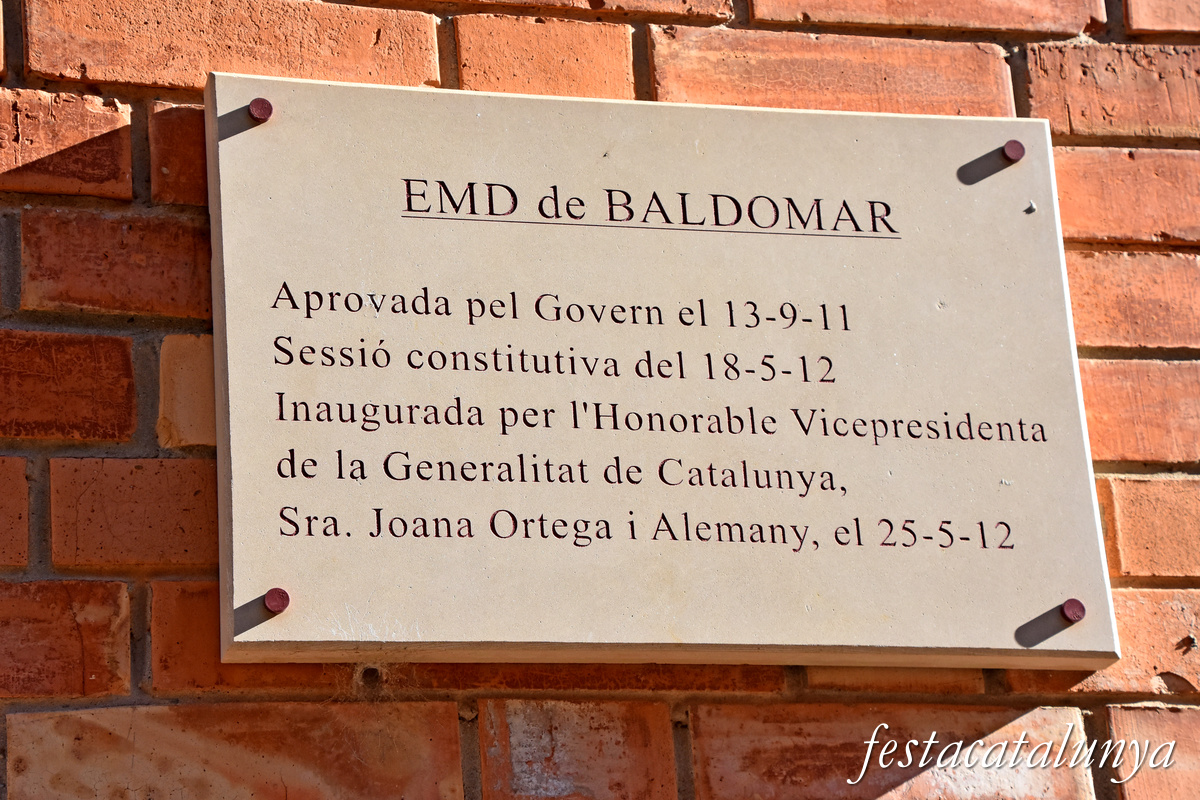 EMD de BALDOMAR
Aprovada pel Govern el 13-9-11
Sessió constitutiva del 18-5-12
Inaugurada per l'Honorable Vicepresidenta
de la Generalitat de Catalunya,
Sra. Joana Ortega i Alemany, el 25-5-12
festacatalunya